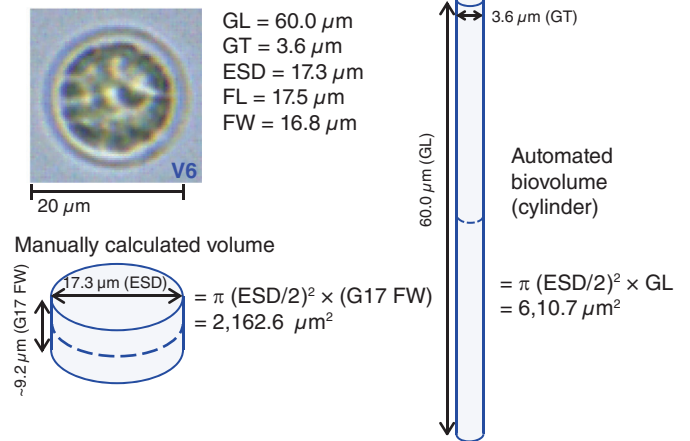 GL = 60.0 µm
GT = 3.6 µm
ESD = 17.3 µm
FL = 17.5 µm
FW = 16.8 µm
V6
20 µm
Manually calculated volume
17.3 µm (ESD)
~9.2 µm (G17 FW)
= π (ESD/2)² × (G17 FW)
= 2,162.6 µm²
3.6 µm (GT)
60.0 µm (GL)
Automated
biovolume
(cylinder)
= π (ESD/2)² × GL
= 6,10.7 µm²